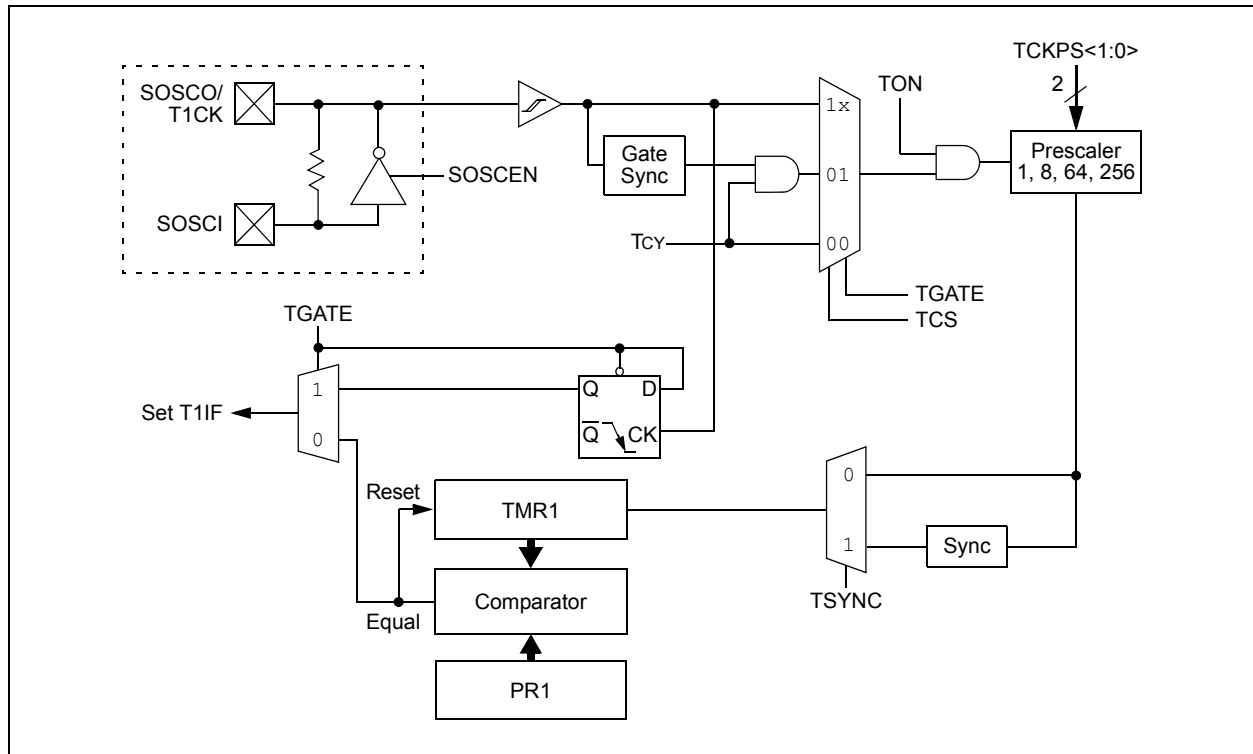 TCKPS<1:0>
2
TON
SOSCO/
T1CK
1x
Prescaler
1, 8, 64, 256
Gate
Sync
SOSCEN
01
SOSCI
TCY
00
TGATE
TCS
TGATE
1
Q
D
Set T1IF
0
Q
CK
Reset
TMR1
0
1
Sync
Comparator
TSYNC
Equal
PR1